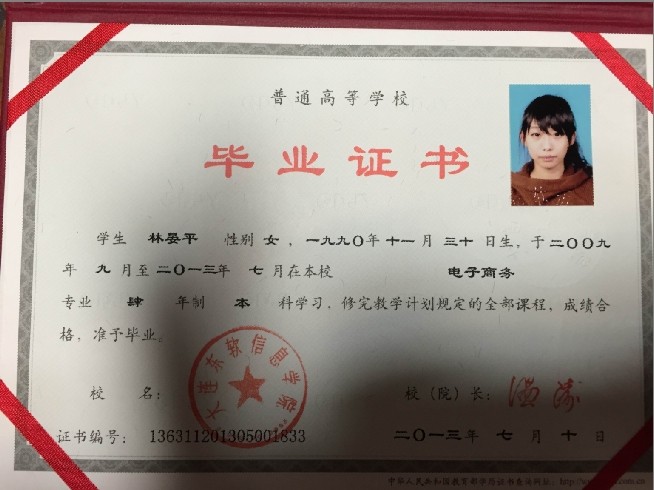 普通高等学校
毕业证书
学生 林晏平 性别 女，一九九〇年 十一 月 三十 日生，于二〇〇九
年 九 月至二〇一三年 七 月在本校 电子商务
专业 肆 年制 本 科学习，修完教学计划规定的全部课程，成绩合
格，准予毕业。
大连东软信息学院
校 名： 校（院）长：
证书编号： 136311201305001833 二〇一三年 七 月 十 日
中华人民共和国教育部学历证书查询网址：